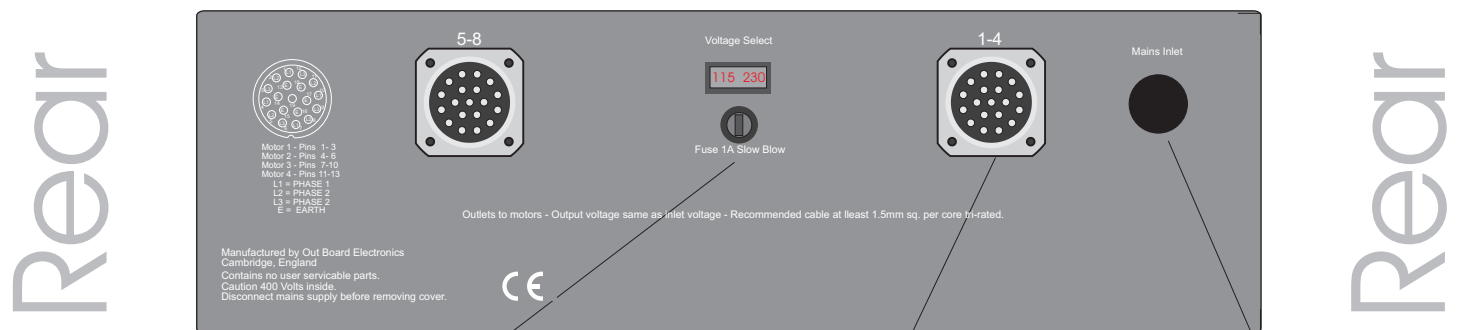 Rear
5-8
Voltage Select
1-4
Mains Inlet
115 230
Fuse 1A Slow Blow
Motor 1 - Pins 1- 3
Motor 2 - Pins 4- 6
Motor 3 - Pins 7-10
Motor 4 - Pins 11-13
L1 = PHASE 1
L2 = PHASE 2
L3 = PHASE 2
E = EARTH
Outlets to motors - Output voltage same as inlet voltage - Recommended cable at lleast 1.5mm sq. per core tri-rated.
Manufactured by Out Board Electronics
Cambridge, England
Contains no user servicable parts.
Caution 400 Volts inside.
Disconnect mains supply before removing cover.
CE
Rear